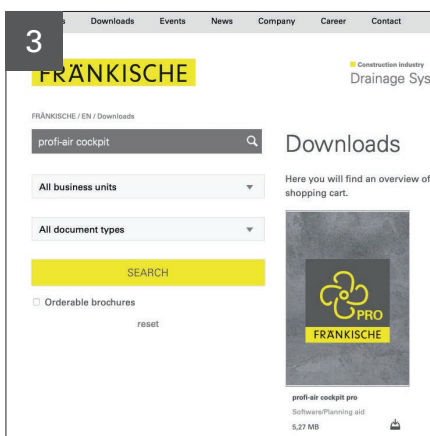 Downloads Events News Company Career Contact
3
FRÄNKISCHE
Construction industry
Drainage Sys
FRÄNKISCHE / EN / Downloads
profi-air cockpit
All business units
All document types
SEARCH
Orderable brochures
reset
Downloads
Here you will find an overview of
shopping cart.
PRO
FRÄNKISCHE
profi-air cockpit pro
Software/Planning aid
5,27 MB